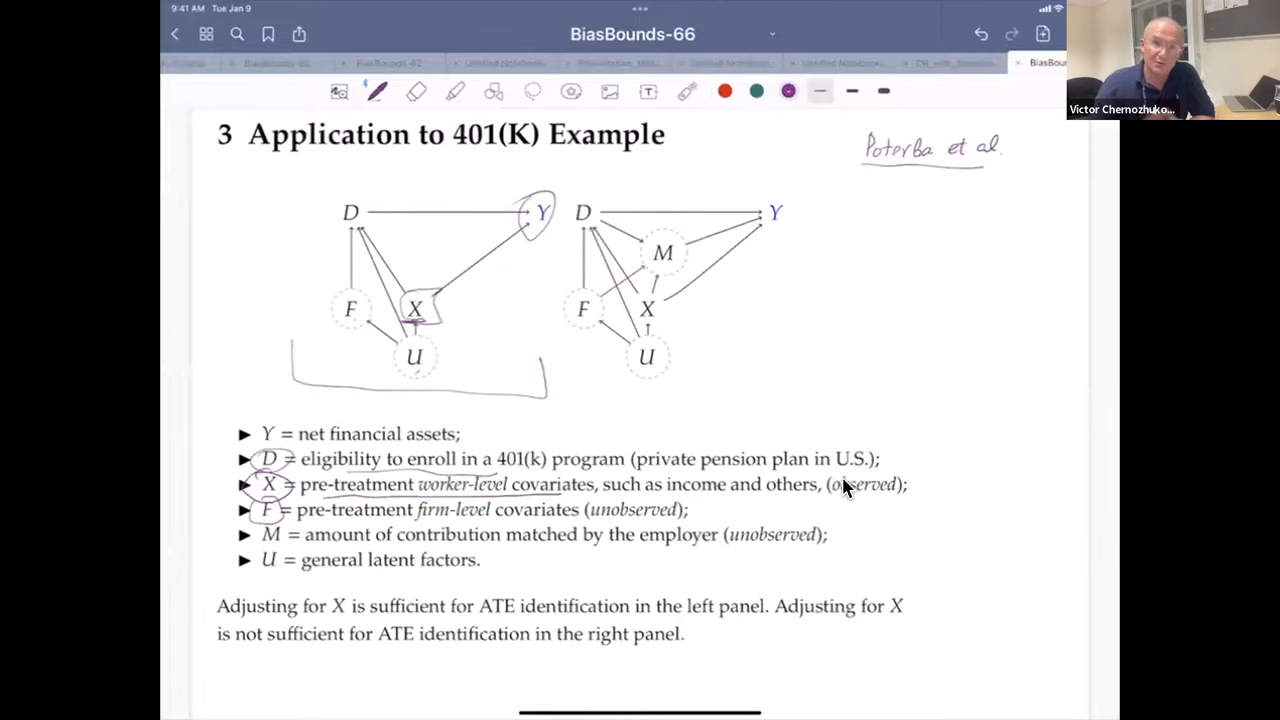 9:41 AM Tue Jan 9
BiasBounds-66
BiasBounds-62
BiasBoun
Victor Chernozhuko...
3 Application to 401(K) Example
Poterba et al.
D Y D Y
M
F X F X
U U
► Y = net financial assets;
► D = eligibility to enroll in a 401(k) program (private pension plan in U.S.);
► X = pre-treatment worker-level covariates, such as income and others, (observed);
► F = pre-treatment firm-level covariates (unobserved);
► M = amount of contribution matched by the employer (unobserved);
► U = general latent factors.
Adjusting for X is sufficient for ATE identification in the left panel. Adjusting for X
is not sufficient for ATE identification in the right panel.